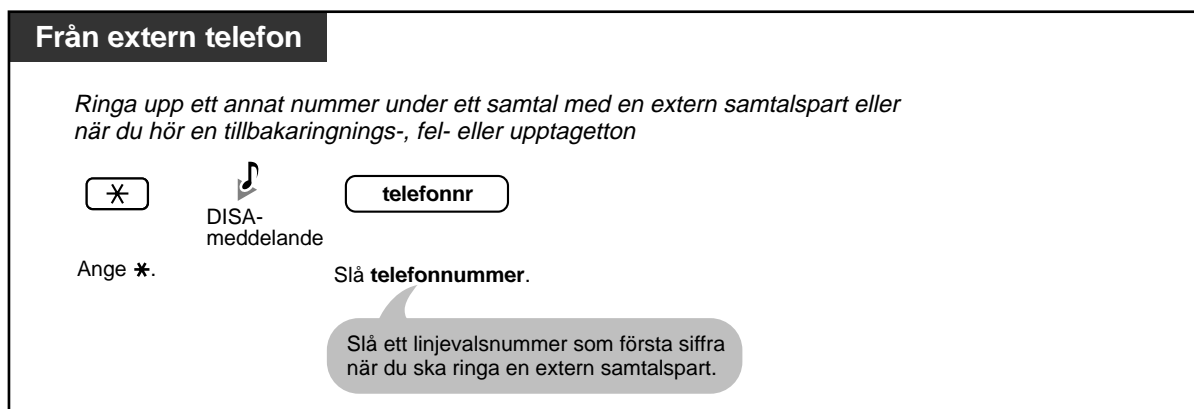 Från extern telefon
Ringa upp ett annat nummer under ett samtal med en extern samtalspart eller
när du hör en tillbakaringnings-, fel- eller upptagetton
telefonnr
DISA-
meddelande
Ange *.
Slå telefonnummer.
Slå ett linjevalsnummer som första siffra
när du ska ringa en extern samtalspart.